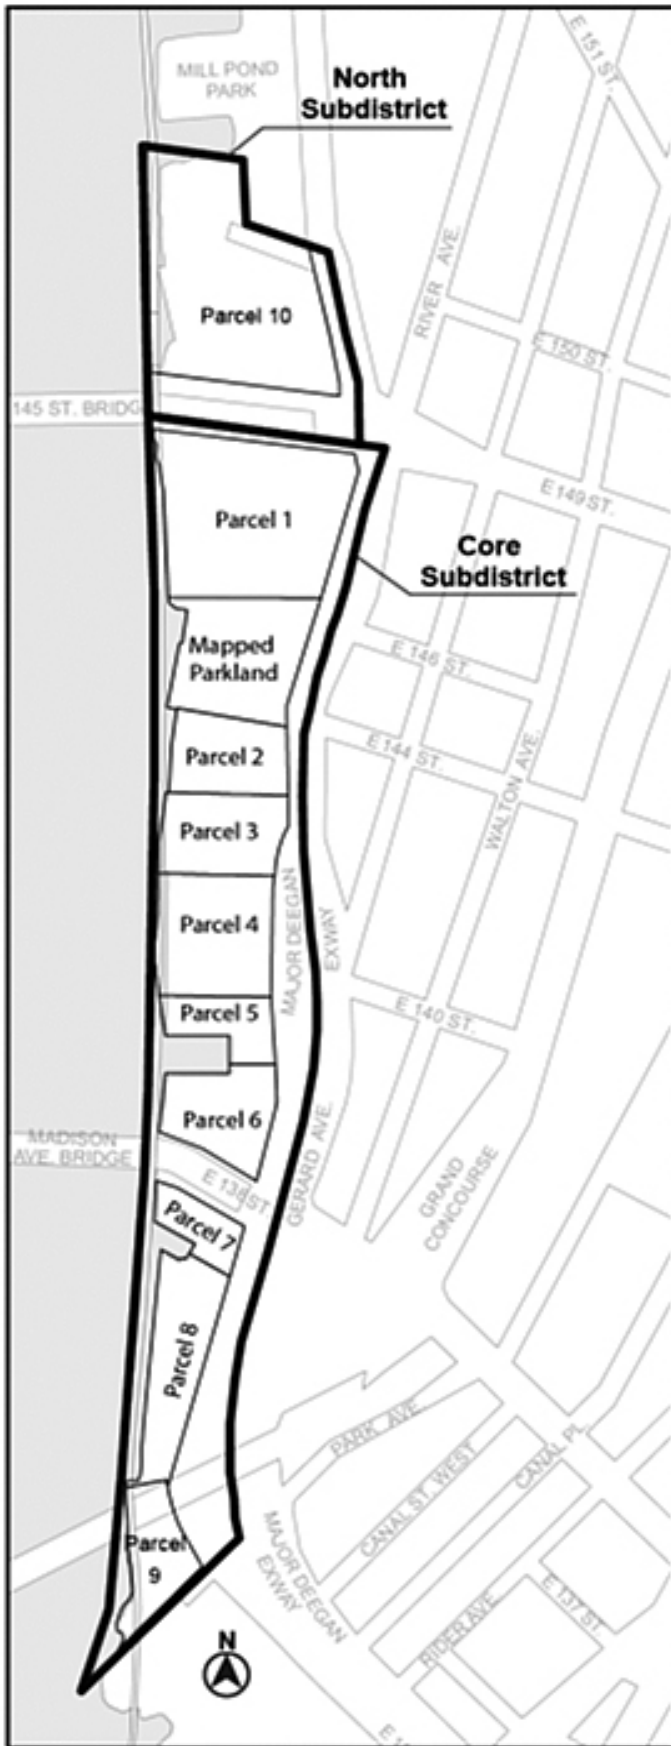 E 151 ST.
MILL POND
PARK
North
Subdistrict
RIVER AVE.
Parcel 10
E 150 ST.
145 ST. BRIDG
E 149 ST.
Parcel 1
Core
Subdistrict
Mapped
Parkland
E 146 ST.
Parcel 2
E 144 ST.
WALTON AVE.
Parcel 3
MAJOR DEEGAN
EXWAY
Parcel 4
Parcel 5
E 140 ST.
Parcel 6
MADISON
AVE. BRIDGE
E 138 ST
GERARD AVE.
GRAND
CONCOURSE
Parcel 7
Parcel 8
PARK AVE.
CANAL ST. WEST
CANAL PL.
Parcel
9
MAJOR DEEGAN
EXWAY
RIDER AVE
E 137 ST.
N